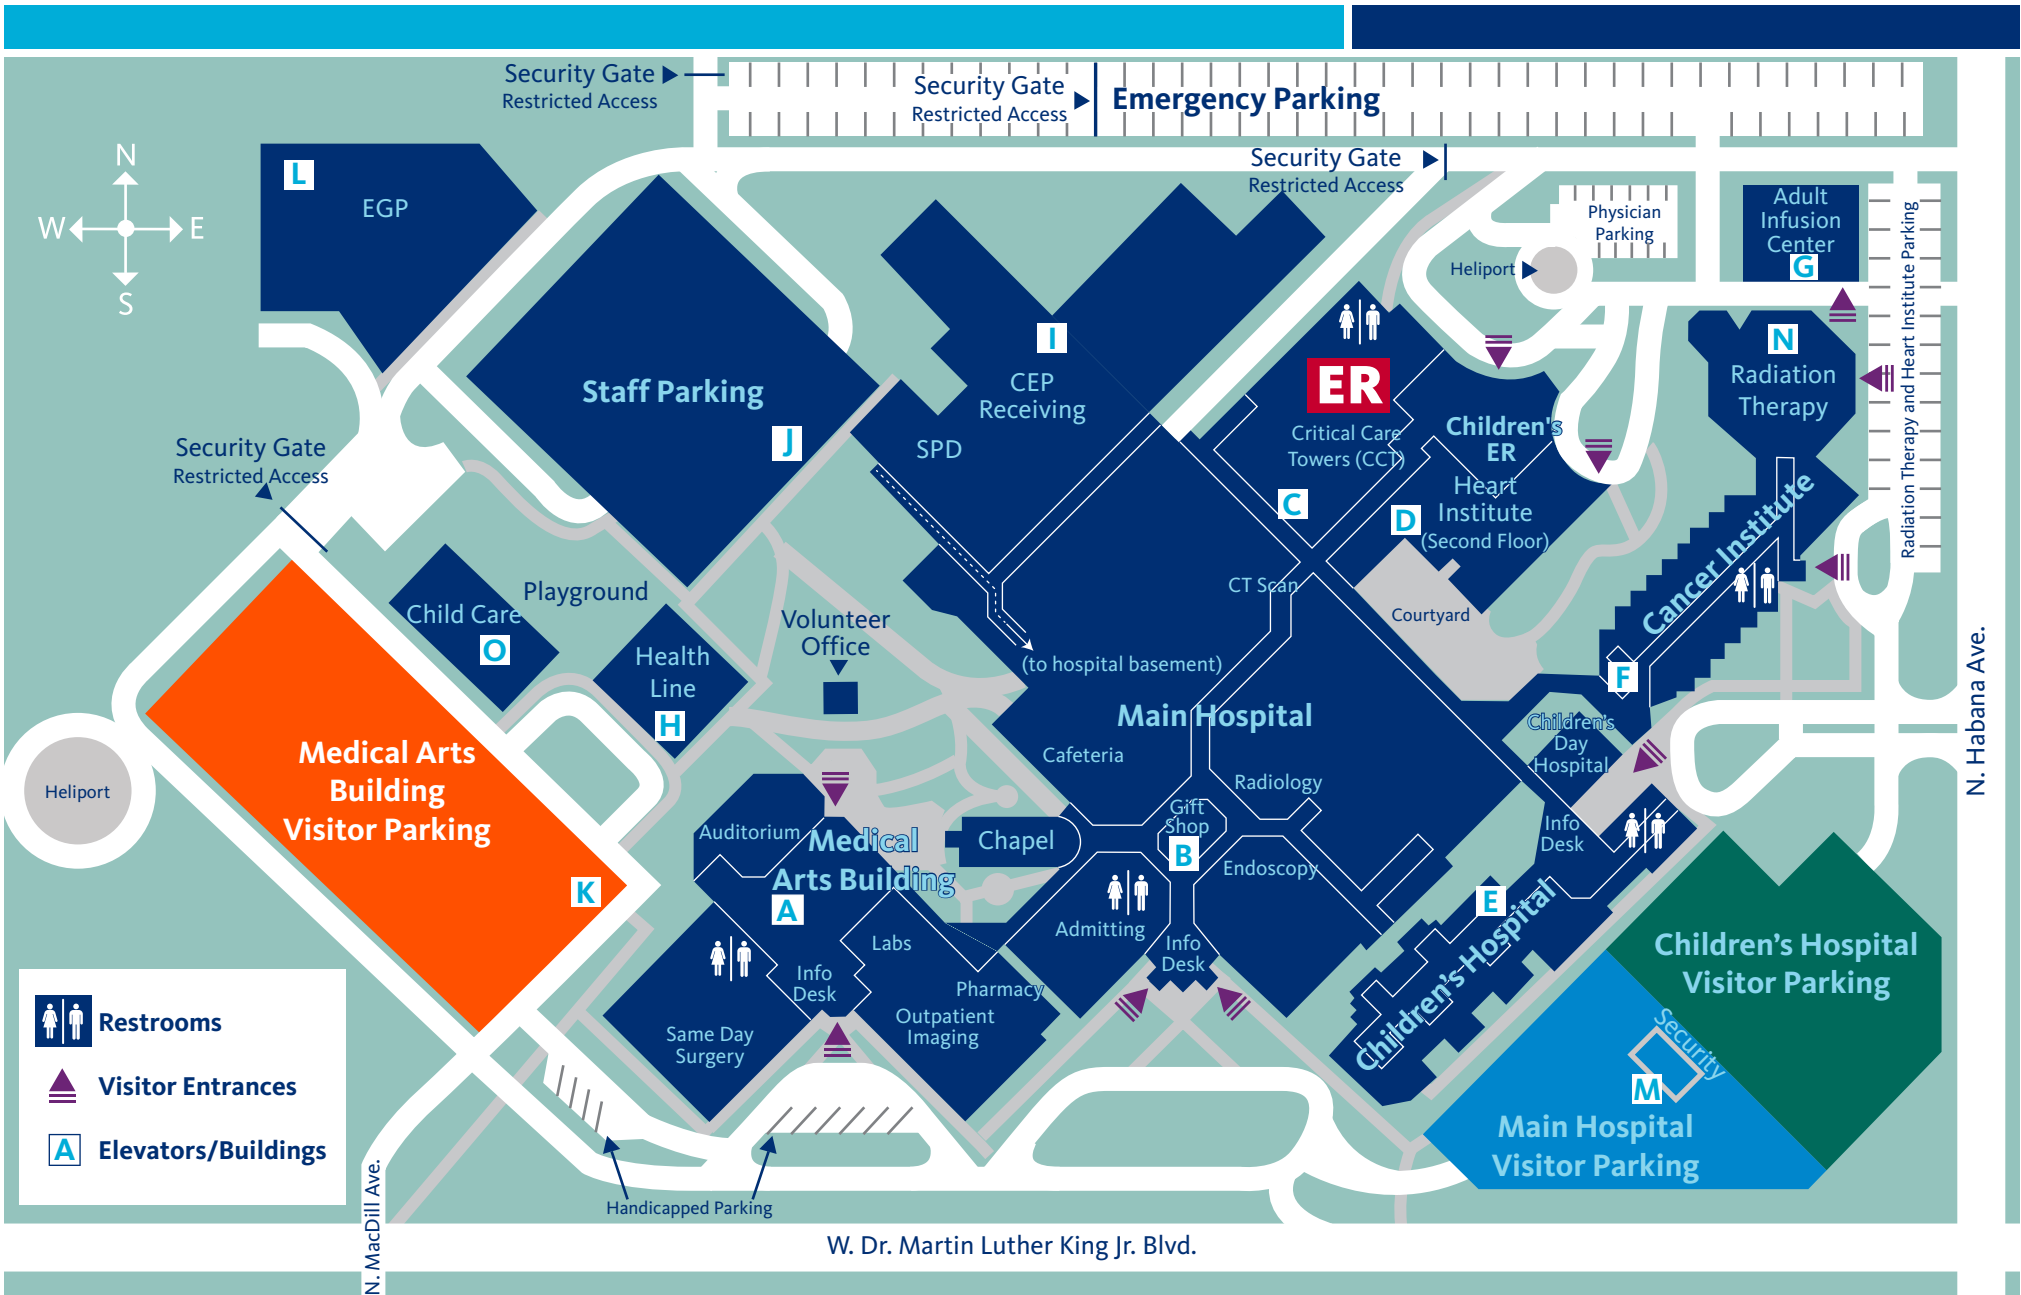 Security Gate
Restricted Access
Security Gate
Restricted Access
Emergency Parking
Security Gate
Restricted Access
N
W
E
S
L
EGP
Physician
Parking
Heliport
Adult
Infusion
Center
G
Radiation Therapy and Heart Institute Parking
Staff Parking
J
I
CEP
Receiving
SPD
ER
Critical Care
Towers (CCT)
C
Children's
ER
Heart
Institute
(Second Floor)
D
N
Radiation
Therapy
Security Gate
Restricted Access
Cancer Institute
F
Child Care
O
Playground
Health
Line
H
Volunteer
Office
CT Scan
Courtyard
(to hospital basement)
Main Hospital
Cafeteria
Radiology
Children's
Day
Hospital
N. Habana Ave.
Heliport
Medical Arts
Building
Visitor Parking
K
Auditorium
Medical
Arts Building
A
Chapel
Gift
Shop
B
Endoscopy
Info
Desk
E
Children's Hospital
Labs
Admitting
Info
Desk
Info
Desk
Pharmacy
Outpatient
Imaging
Same Day
Surgery
Children's Hospital
Visitor Parking
Security
M
Main Hospital
Visitor Parking
Restrooms
Visitor Entrances
A
Elevators/Buildings
Handicapped Parking
N. MacDill Ave.
W. Dr. Martin Luther King Jr. Blvd.